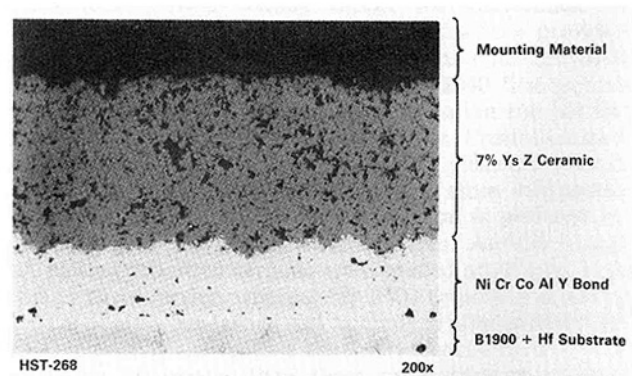 Mounting Material
7% Ys Z Ceramic
Ni Cr Co Al Y Bond
B1900 + Hf Substrate
HST-268
200x